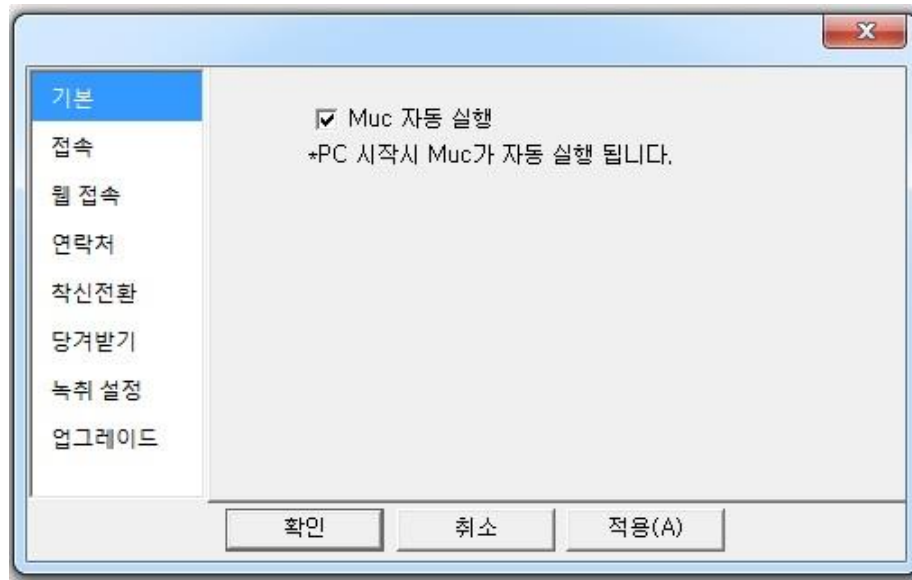 기본
접속
웹 접속
연락처
착신전환
당겨받기
녹취 설정
업그레이드
Muc 자동 실행
*PC 시작시 Muc가 자동 실행 됩니다.
확인
취소
적용(A)